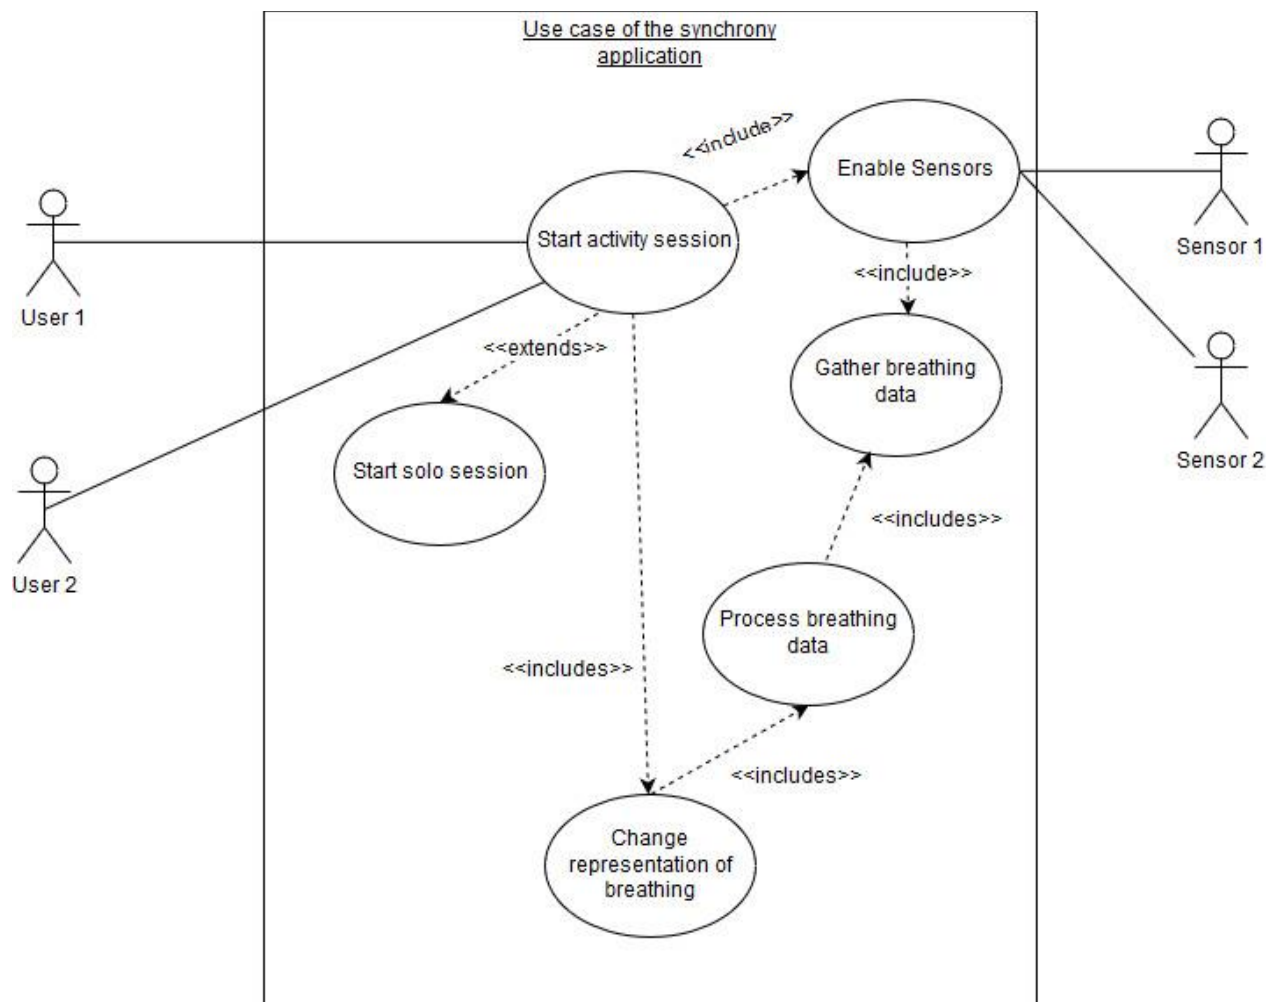 Use case of the synchrony
application
<<include>>
Enable Sensors
Start activity session
Sensor 1
<<include>>
User 1
<<extends>>
Gather breathing
data
Start solo session
Sensor 2
<<includes>>
User 2
Process breathing
data
<<includes>>
<<includes>>
Change
representation of
breathing